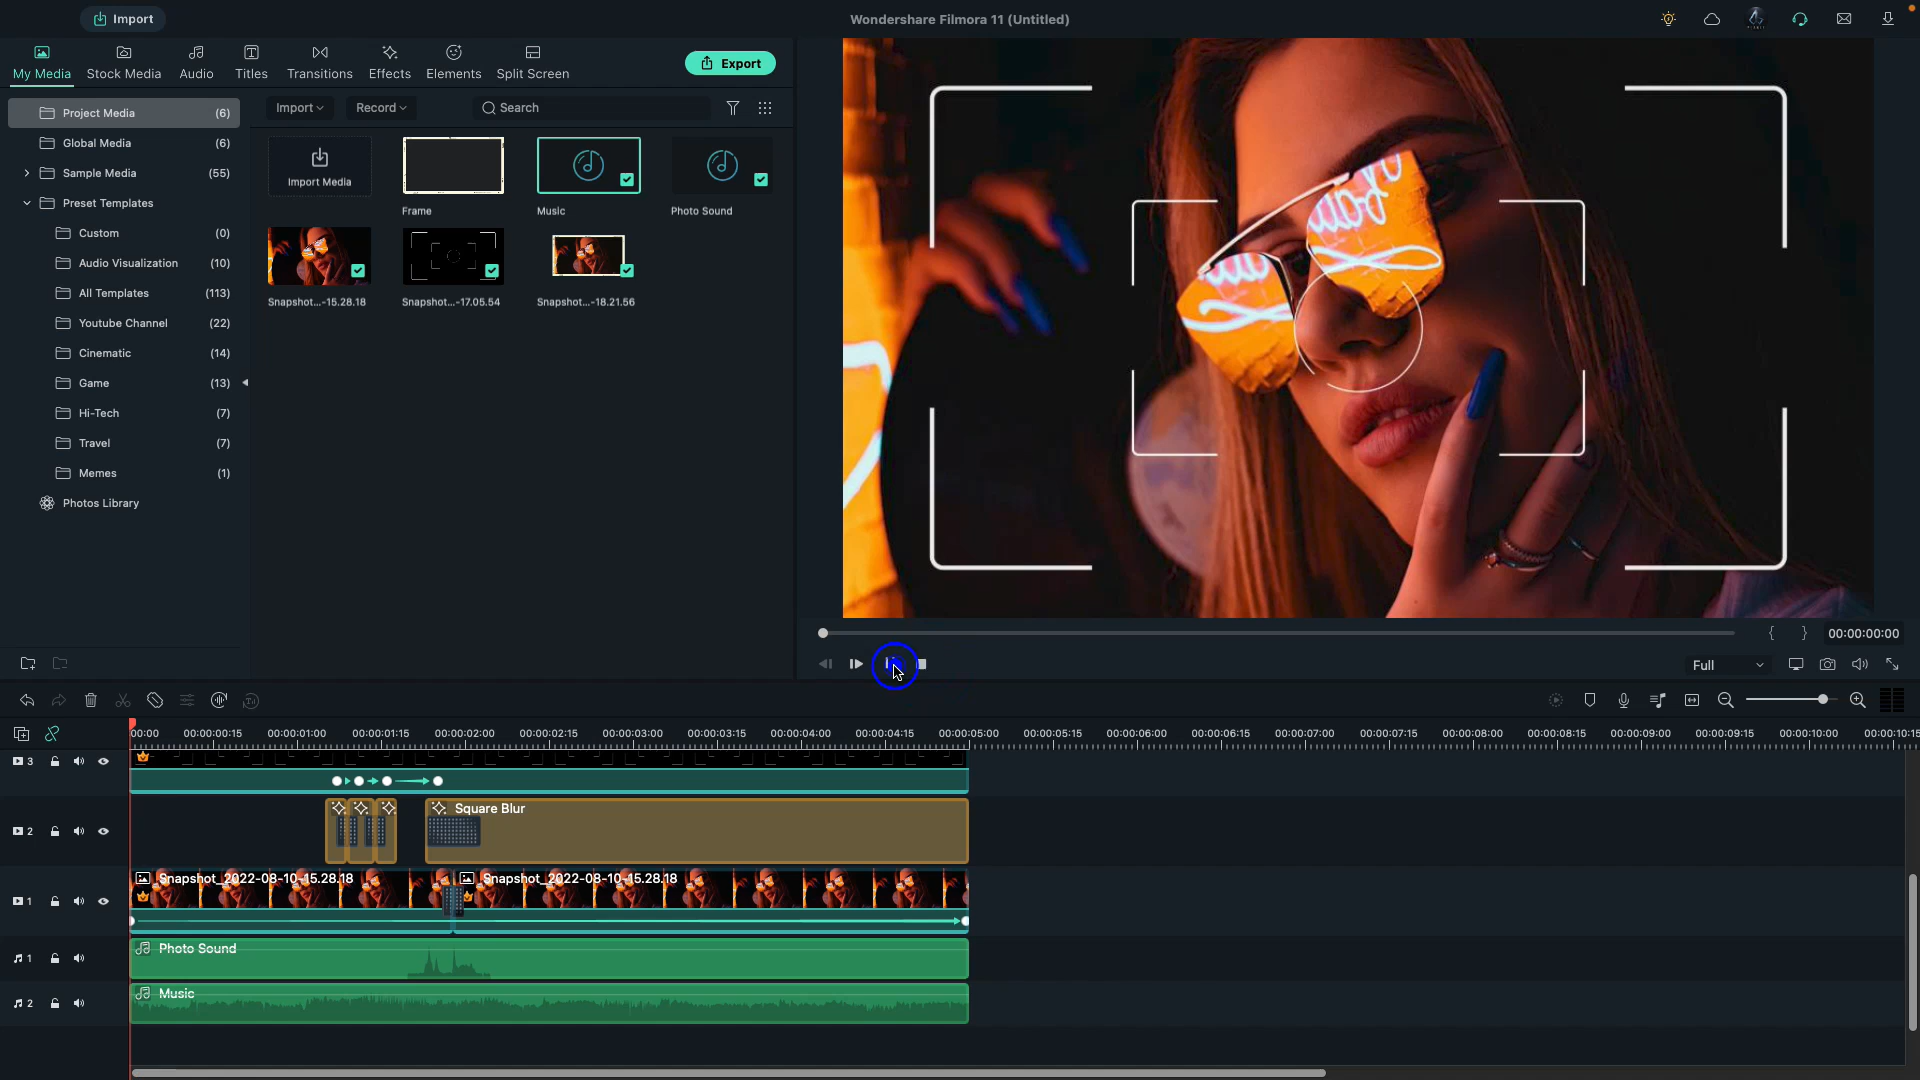 Import
Wondershare Filmora 11 (Untitled)
My Media
Stock Media
Audio
Titles
Transitions
Effects
Elements
Split Screen
Export
Project Media (6)
Global Media (6)
Sample Media (55)
Preset Templates
Custom (0)
Audio Visualization (10)
All Templates (113)
Youtube Channel (22)
Cinematic (14)
Game (13)
Hi-Tech (7)
Travel (7)
Memes (1)
Photos Library
Import
Record
Search
Import Media
Frame
Music
Photo Sound
Snapshot...-15.28.18
Snapshot...-17.05.54
Snapshot...-18.21.56
{ } 00:00:00:00
Full
00:00 00:00:00:15 00:00:01:00 00:00:01:15 00:00:02:00 00:00:02:15 00:00:03:00 00:00:03:15 00:00:04:00 00:00:04:15 00:00:05:00 00:00:05:15 00:00:06:00 00:00:06:15 00:00:07:00 00:00:07:15 00:00:08:00 00:00:08:15 00:00:09:00 00:00:09:15 00:00:10:00 00:00:10:15
3
2
Square Blur
1
Snapshot_2022-08-10-15.28.18
Snapshot_2022-08-10-15.28.18
1
Photo Sound
2
Music